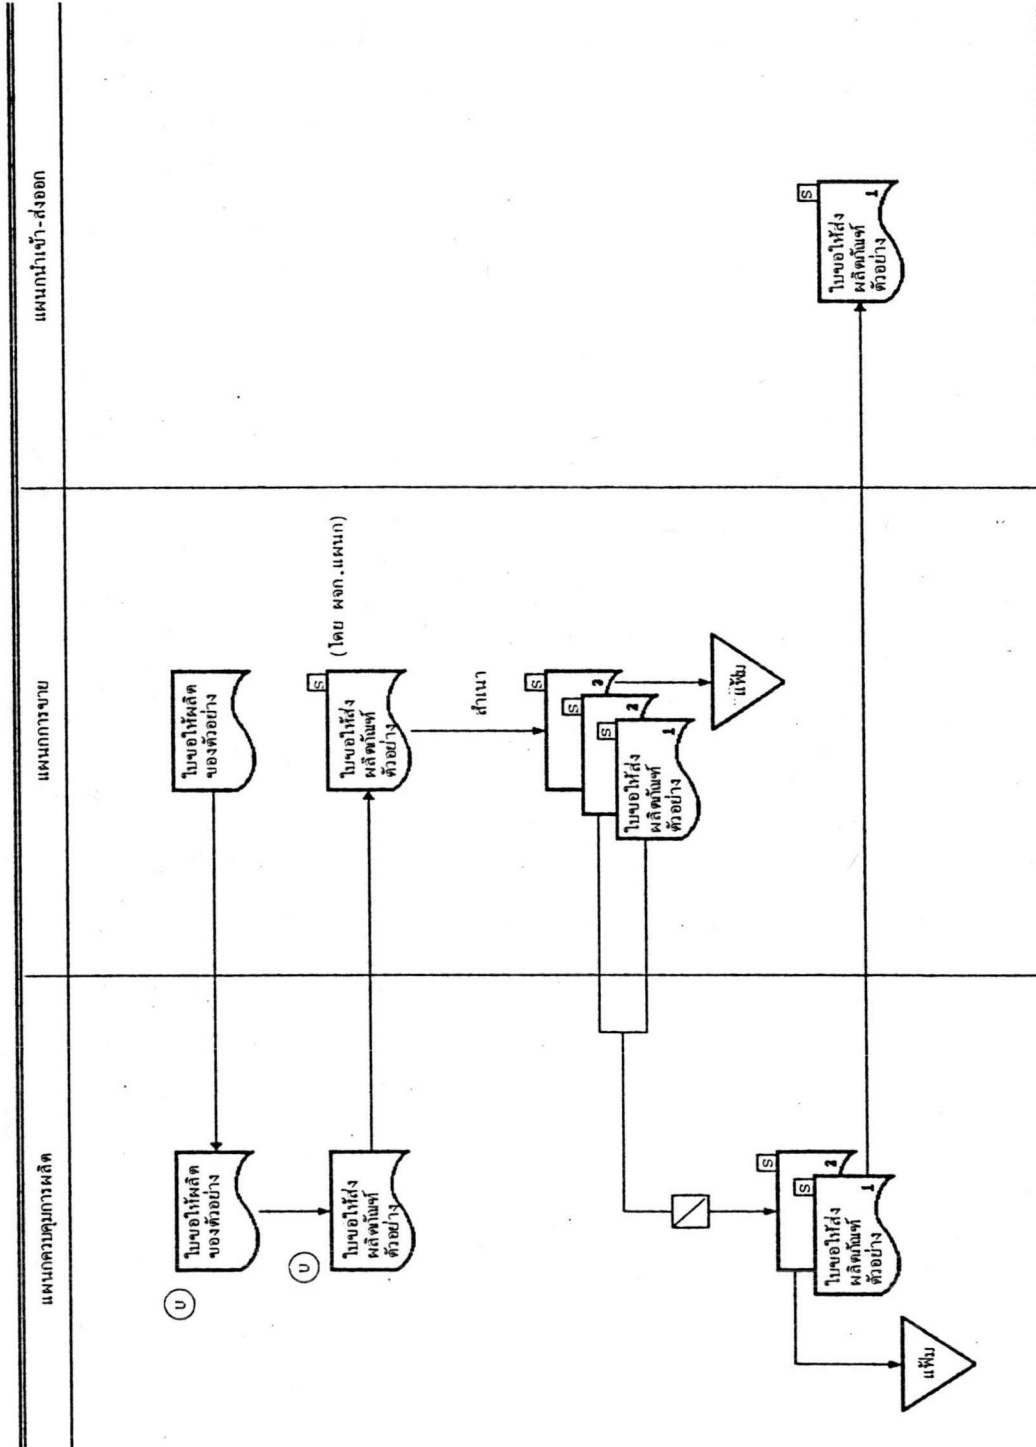 แผนกควบคุมการผลิต
แผนกการขาย
แผนกนำเข้า-ส่งออก
บ
ใบขอให้ผลิต
ของตัวอย่าง
ใบขอให้ผลิต
ของตัวอย่าง
บ
ใบขอให้ส่ง
ผลิตภัณฑ์
ตัวอย่าง
S
ใบขอให้ส่ง
ผลิตภัณฑ์
ตัวอย่าง
(โดย ผจก.แผนก)
สำเนา
S
3
S
2
S
ใบขอให้ส่ง
ผลิตภัณฑ์
ตัวอย่าง
1
แฟ้ม
S
2
S
ใบขอให้ส่ง
ผลิตภัณฑ์
ตัวอย่าง
1
แฟ้ม
S
ใบขอให้ส่ง
ผลิตภัณฑ์
ตัวอย่าง
1